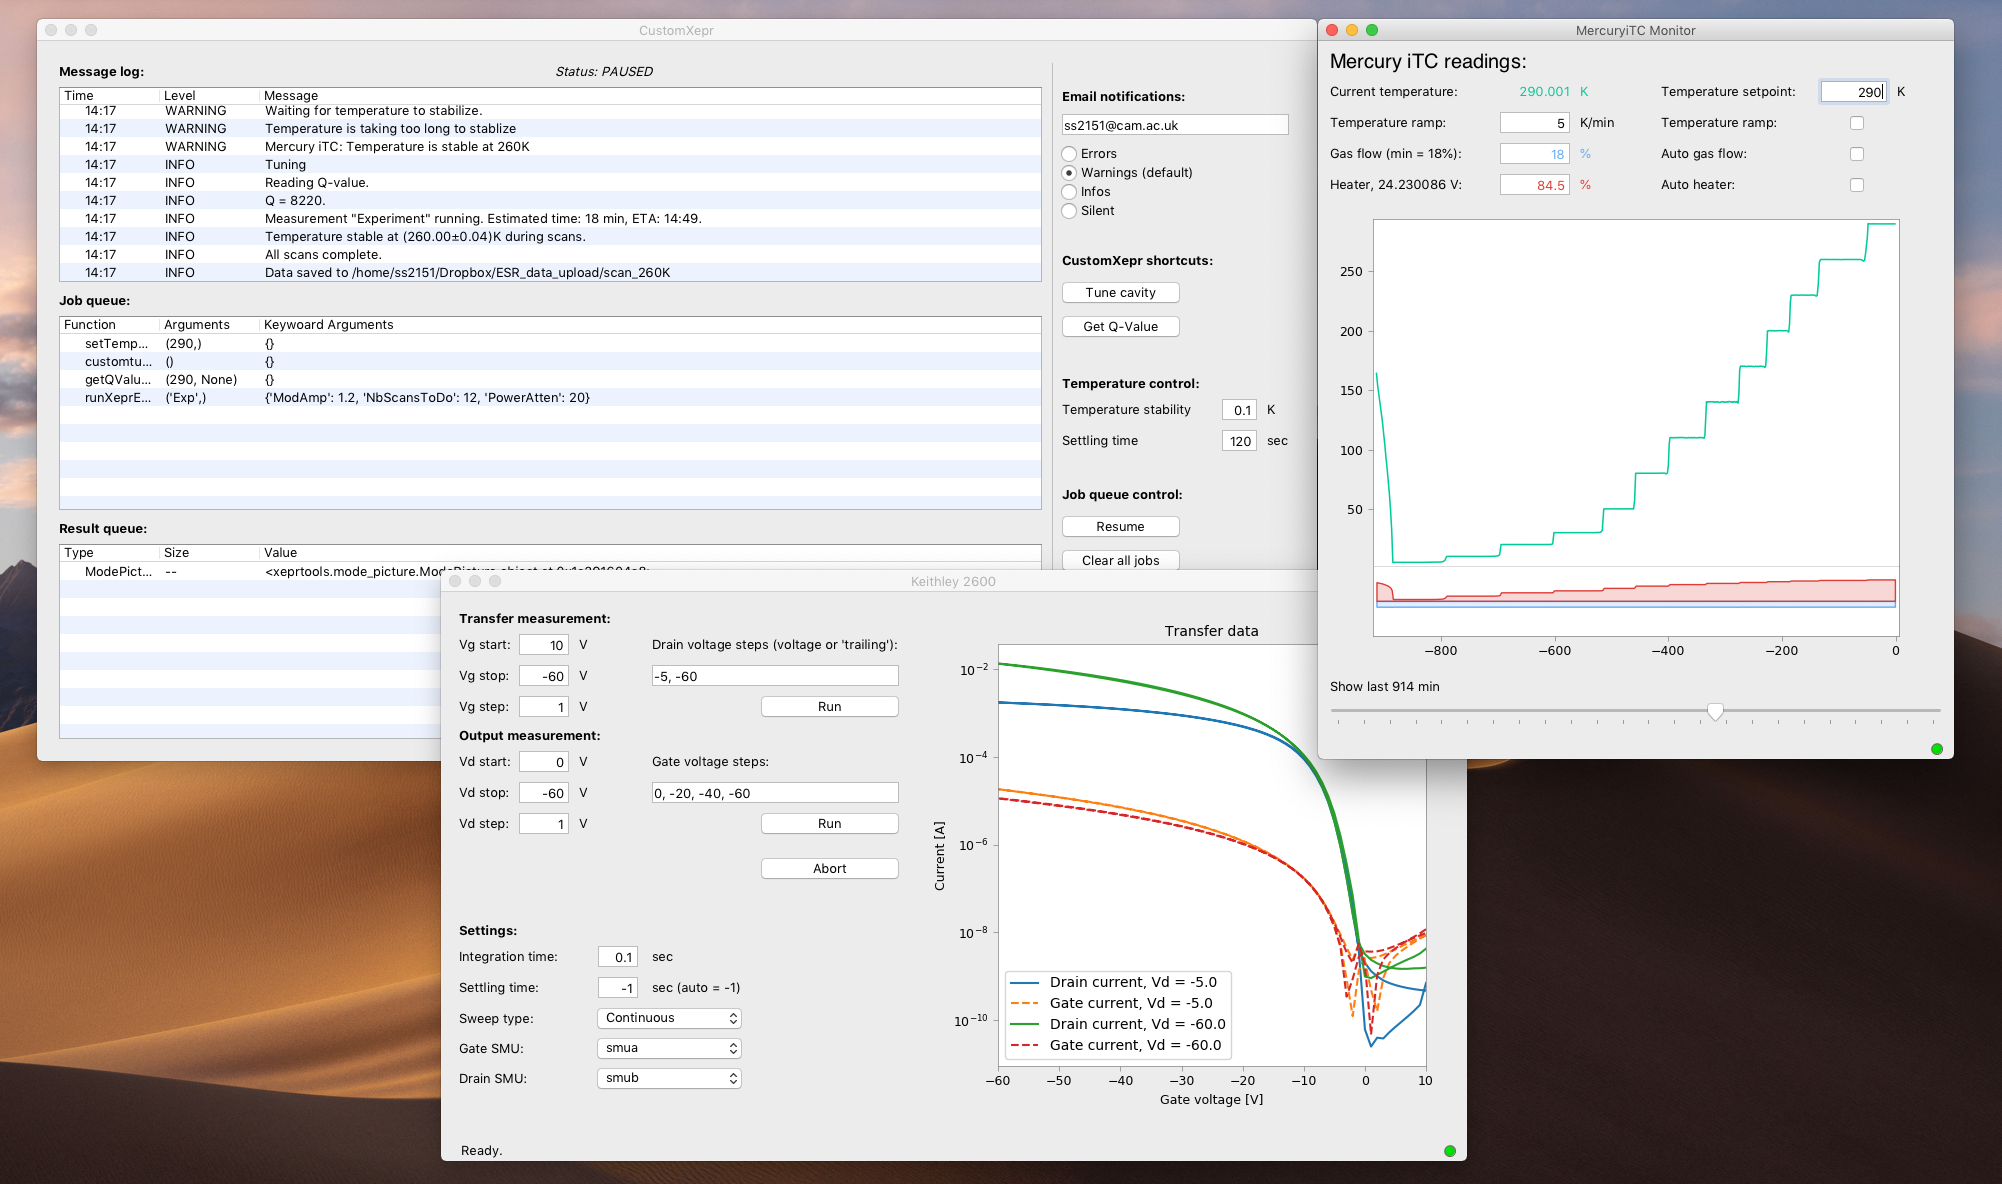 CustomXepr
Message log:
Status: PAUSED
Time Level Message
14:17 WARNING Waiting for temperature to stabilize.
14:17 WARNING Temperature is taking too long to stablize
14:17 WARNING Mercury iTC: Temperature is stable at 260K
14:17 INFO Tuning
14:17 INFO Reading Q-value.
14:17 INFO Q = 8220.
14:17 INFO Measurement "Experiment" running. Estimated time: 18 min, ETA: 14:49.
14:17 INFO Temperature stable at (260.00±0.04)K during scans.
14:17 INFO All scans complete.
14:17 INFO Data saved to /home/ss2151/Dropbox/ESR_data_upload/scan_260K
Job queue:
Function Arguments Keywoard Arguments
setTemp... (290,) {}
customtu... () {}
getQValu... (290, None) {}
runXeprE... ('Exp',) {'ModAmp': 1.2, 'NbScansToDo': 12, 'PowerAtten': 20}
Result queue:
Type Size Value
ModePict... --
Email notifications:
ss2151@cam.ac.uk
Errors
Warnings (default)
Infos
Silent
CustomXepr shortcuts:
Tune cavity
Get Q-Value
Temperature control:
Temperature stability 0.1 K
Settling time 120 sec
Job queue control:
Resume
Clear all jobs
MercuryiTC Monitor
Mercury iTC readings:
Current temperature: 290.001 K Temperature setpoint: 290 K
Temperature ramp: 5 K/min Temperature ramp:
Gas flow (min = 18%): 18 % Auto gas flow:
Heater, 24.230086 V: 84.5 % Auto heater:
250
200
150
100
50
−800 −600 −400 −200 0
Show last 914 min
Keithley 2600
Transfer measurement:
Vg start: 10 V Drain voltage steps (voltage or 'trailing'):
Vg stop: -60 V -5, -60
Vg step: 1 V Run
Output measurement:
Vd start: 0 V Gate voltage steps:
Vd stop: -60 V 0, -20, -40, -60
Vd step: 1 V Run
Abort
Settings:
Integration time: 0.1 sec
Settling time: -1 sec (auto = -1)
Sweep type: Continuous
Gate SMU: smua
Drain SMU: smub
Ready.
Transfer data
10⁻²
10⁻⁴
10⁻⁶
10⁻⁸
10⁻¹⁰
Current [A]
Drain current, Vd = -5.0
Gate current, Vd = -5.0
Drain current, Vd = -60.0
Gate current, Vd = -60.0
−60 −50 −40 −30 −20 −10 0 10
Gate voltage [V]